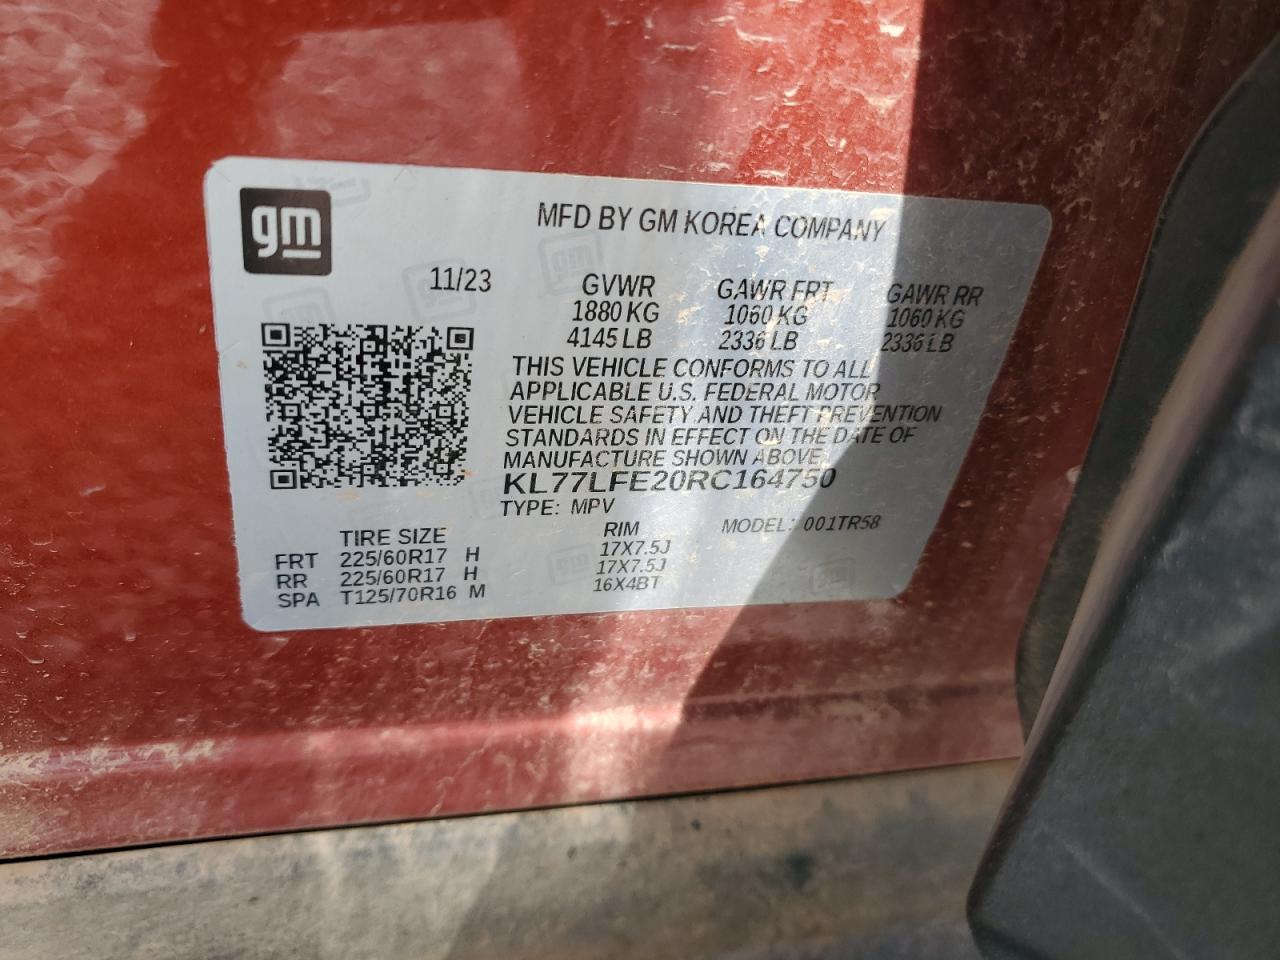 gm
MFD BY GM KOREA COMPANY
11/23
GVWR GAWR FRT GAWR RR
1880 KG 1060 KG 1060 KG
4145 LB 2336 LB 2336 LB
THIS VEHICLE CONFORMS TO ALL
APPLICABLE U.S. FEDERAL MOTOR
VEHICLE SAFETY AND THEFT PREVENTION
STANDARDS IN EFFECT ON THE DATE OF
MANUFACTURE SHOWN ABOVE.
KL77LFE20RC164750
TYPE: MPV
MODEL: 001TR58
TIRE SIZE RIM
FRT 225/60R17 H 17X7.5J
RR 225/60R17 H 17X7.5J
SPA T125/70R16 M 16X4BT